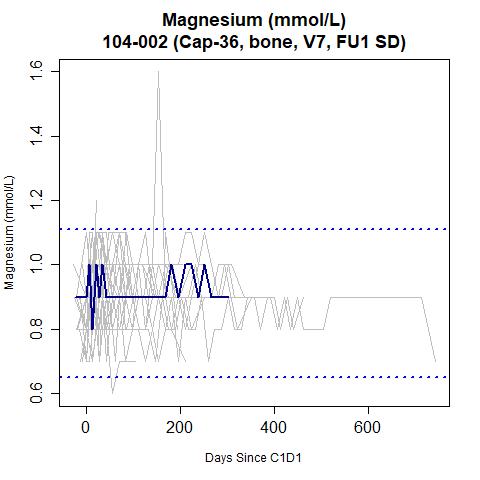 Magnesium (mmol/L)
104-002 (Cap-36, bone, V7, FU1 SD)
Magnesium (mmol/L)
1.6
1.4
1.2
1.0
0.8
0.6
0
200
400
600
Days Since C1D1